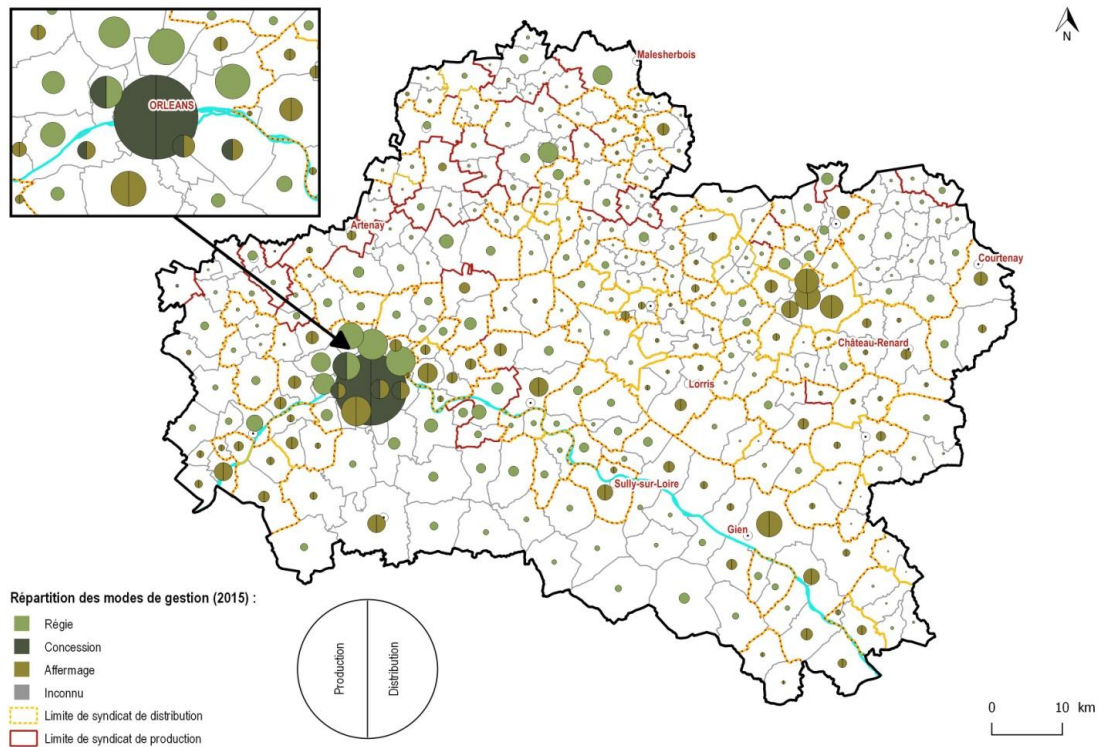 ORLEANS
N
Malesherbois
Artenay
Courtenay
Château-Renard
Lorris
Sully-sur-Loire
Gien
Répartition des modes de gestion (2015) :
Régie
Concession
Affermage
Inconnu
Limite de syndicat de distribution
Limite de syndicat de production
Production
Distribution
0 10 km